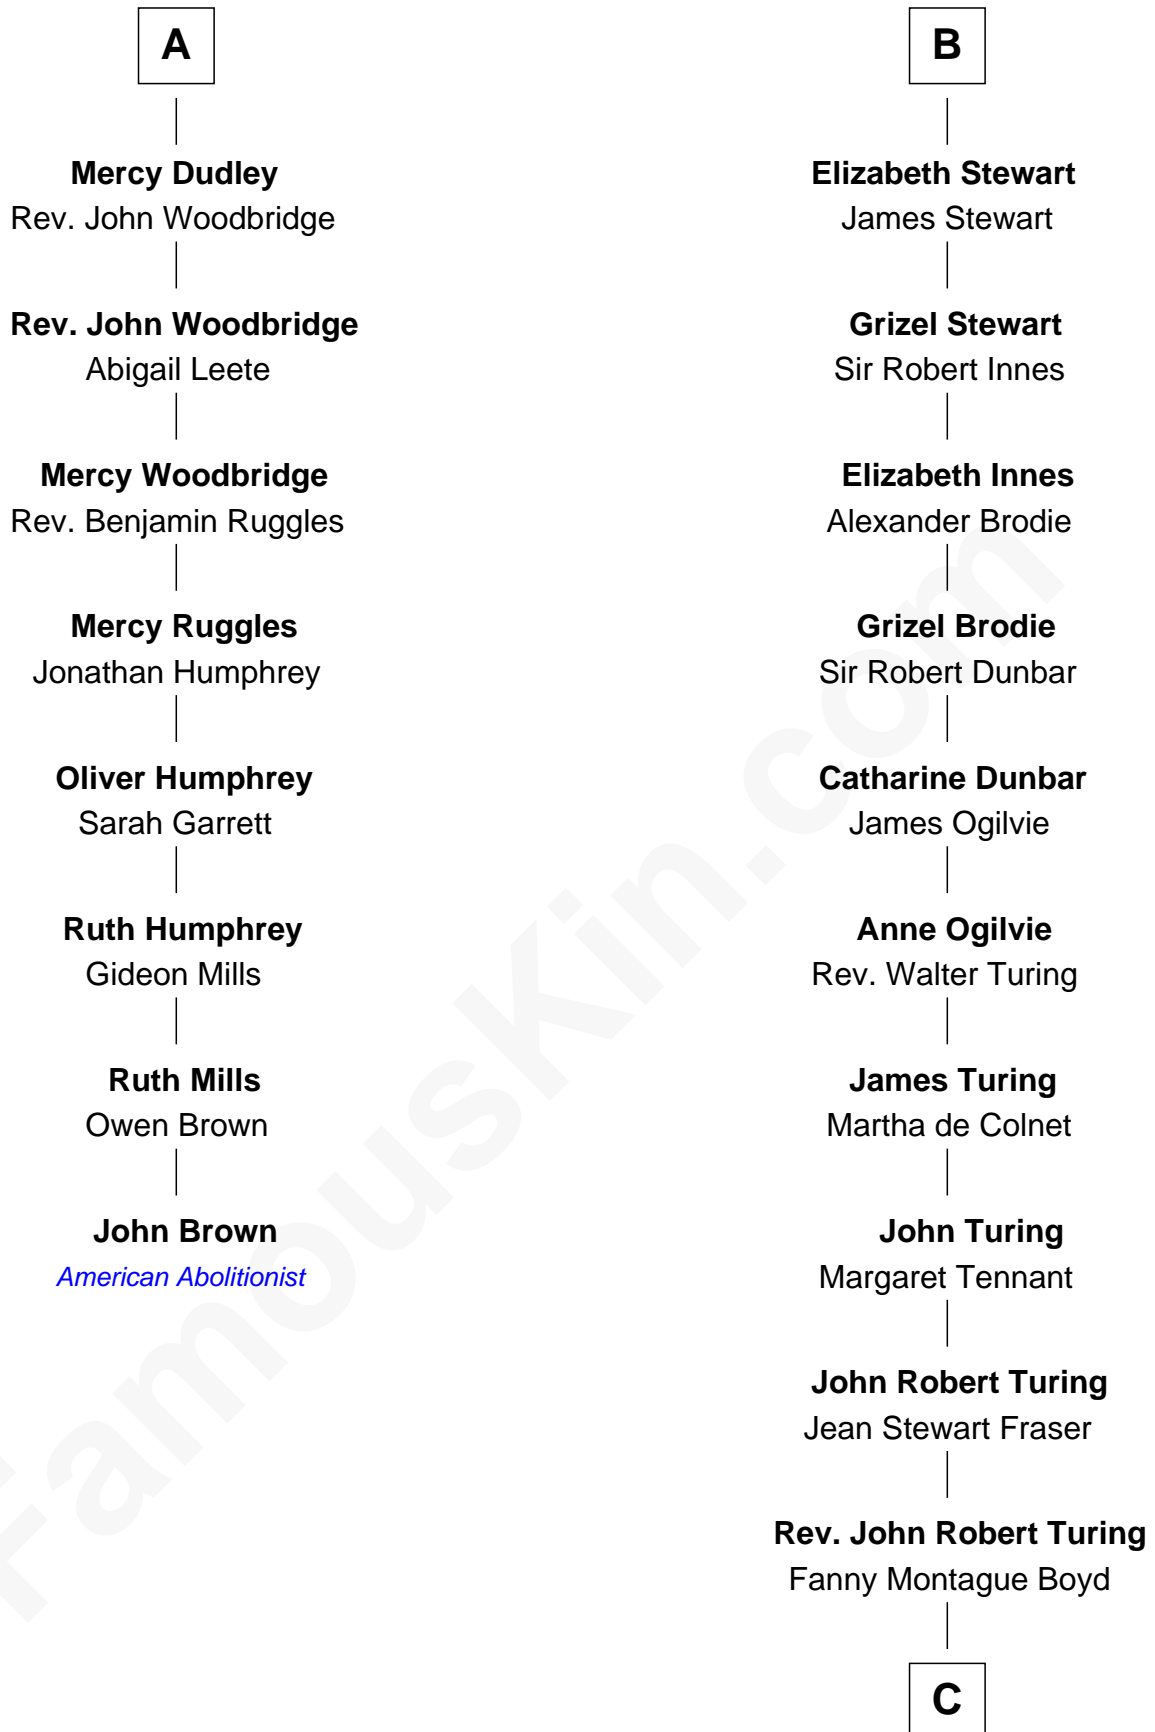 A
Mercy Dudley
Rev. John Woodbridge
Rev. John Woodbridge
Abigail Leete
Mercy Woodbridge
Rev. Benjamin Ruggles
Mercy Ruggles
Jonathan Humphrey
Oliver Humphrey
Sarah Garrett
Ruth Humphrey
Gideon Mills
Ruth Mills
Owen Brown
John Brown
American Abolitionist
B
Elizabeth Stewart
James Stewart
Grizel Stewart
Sir Robert Innes
Elizabeth Innes
Alexander Brodie
Grizel Brodie
Sir Robert Dunbar
Catharine Dunbar
James Ogilvie
Anne Ogilvie
Rev. Walter Turing
James Turing
Martha de Colnet
John Turing
Margaret Tennant
John Robert Turing
Jean Stewart Fraser
Rev. John Robert Turing
Fanny Montague Boyd
C
FamousKin.com